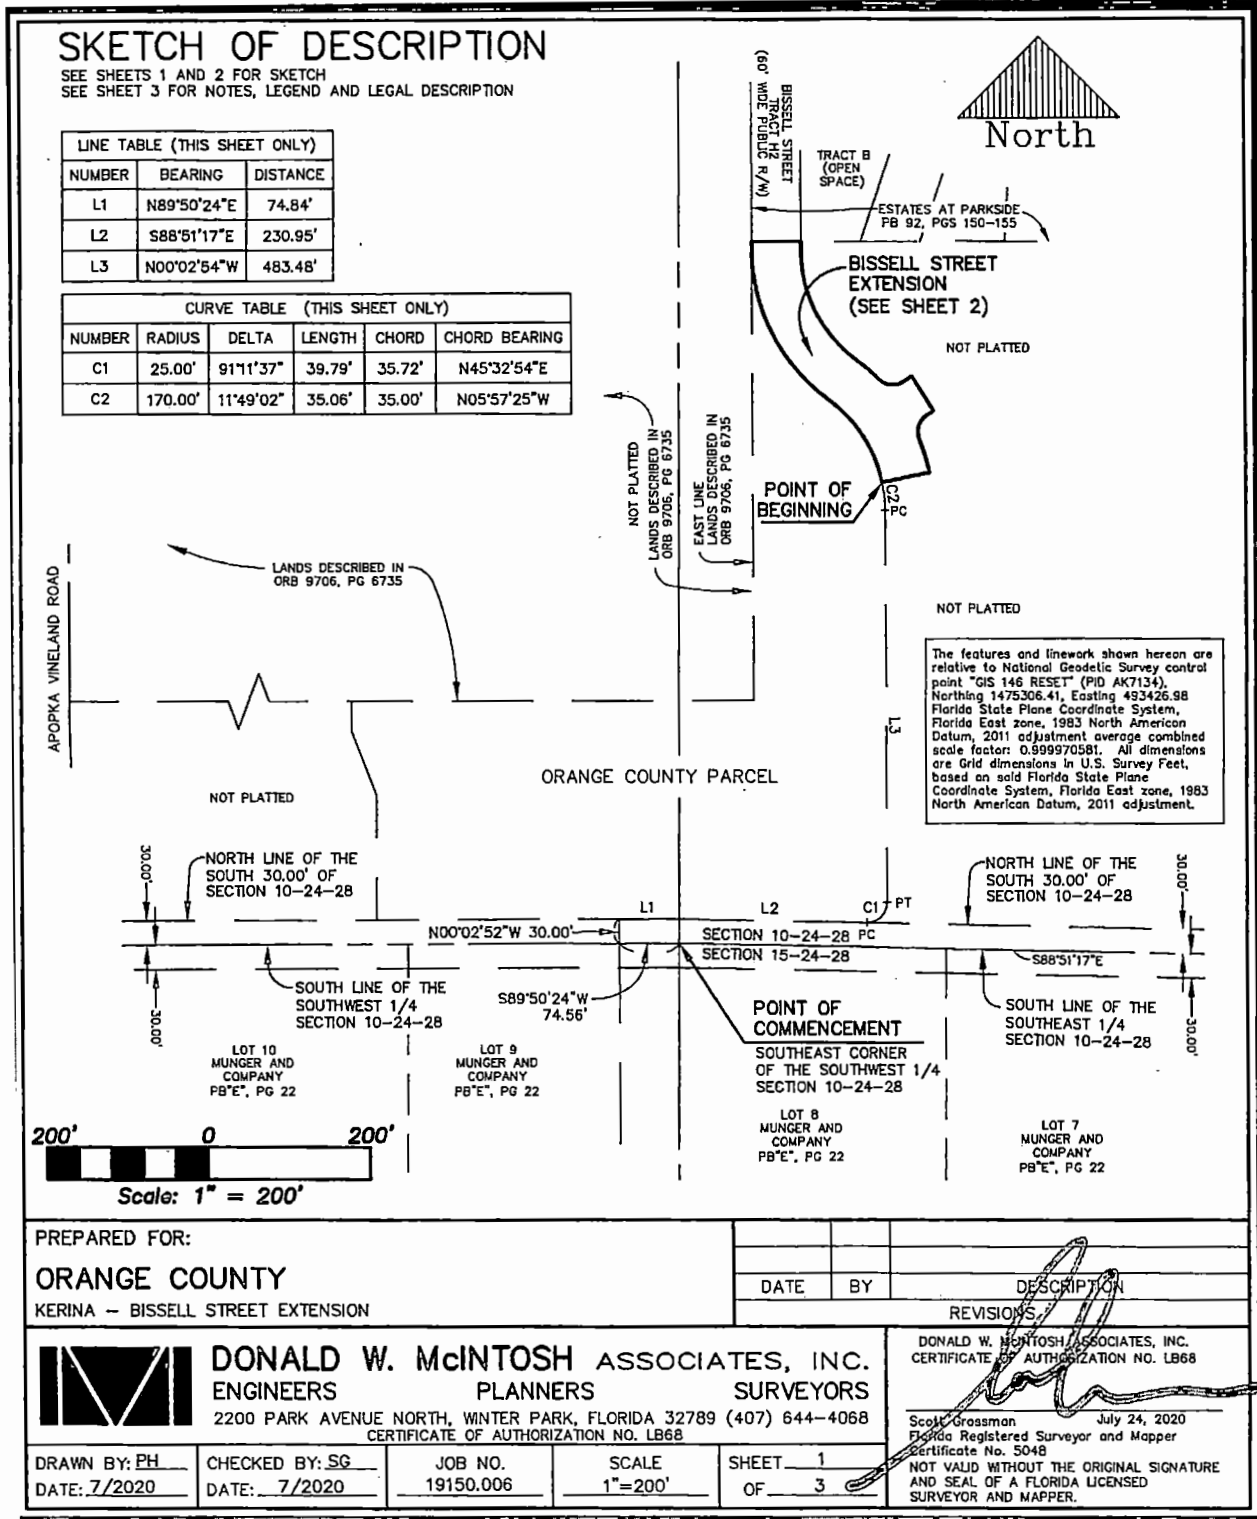 SKETCH OF DESCRIPTION
SEE SHEETS 1 AND 2 FOR SKETCH
SEE SHEET 3 FOR NOTES, LEGEND AND LEGAL DESCRIPTION
LINE TABLE (THIS SHEET ONLY)
NUMBER BEARING DISTANCE
L1 N89°50'24"E 74.84'
L2 S88°51'17"E 230.95'
L3 N00°02'54"W 483.48'
CURVE TABLE (THIS SHEET ONLY)
NUMBER RADIUS DELTA LENGTH CHORD CHORD BEARING
C1 25.00' 91°11'37" 39.79' 35.72' N45°32'54"E
C2 170.00' 11°49'02" 35.06' 35.00' N05°57'25"W
BISSELL STREET
TRACT H2
(60' WIDE PUBLIC R/W)
TRACT B
(OPEN
SPACE)
North
ESTATES AT PARKSIDE
PB 92, PGS 150-155
BISSELL STREET
EXTENSION
(SEE SHEET 2)
NOT PLATTED
NOT PLATTED
LANDS DESCRIBED IN
ORB 9706, PG 6735
EAST LINE
LANDS DESCRIBED IN
ORB 9706, PG 6735
POINT OF
BEGINNING
C2
PC
APOPKA VINELAND ROAD
LANDS DESCRIBED IN
ORB 9706, PG 6735
NOT PLATTED
The features and linework shown hereon are
relative to National Geodetic Survey control
point "GIS 146 RESET" (PID AK7134),
Northing 1475306.41, Easting 493426.98
Florida State Plane Coordinate System,
Florida East zone, 1983 North American
Datum, 2011 adjustment average combined
scale factor: 0.999970581. All dimensions
are Grid dimensions in U.S. Survey Feet,
based on said Florida State Plane
Coordinate System, Florida East zone, 1983
North American Datum, 2011 adjustment.
L3
ORANGE COUNTY PARCEL
NOT PLATTED
30.00'
NORTH LINE OF THE
SOUTH 30.00' OF
SECTION 10-24-28
NORTH LINE OF THE
SOUTH 30.00' OF
SECTION 10-24-28
30.00'
L1
L2
C1
PT
PC
N00°02'52"W 30.00'
SECTION 10-24-28
SECTION 15-24-28
S88°51'17"E
30.00'
SOUTH LINE OF THE
SOUTHWEST 1/4
SECTION 10-24-28
S89°50'24"W
74.56'
POINT OF
COMMENCEMENT
SOUTHEAST CORNER
OF THE SOUTHWEST 1/4
SECTION 10-24-28
SOUTH LINE OF THE
SOUTHEAST 1/4
SECTION 10-24-28
30.00'
LOT 10
MUNGER AND
COMPANY
PB"E", PG 22
LOT 9
MUNGER AND
COMPANY
PB"E", PG 22
LOT 8
MUNGER AND
COMPANY
PB"E", PG 22
LOT 7
MUNGER AND
COMPANY
PB"E", PG 22
200' 0 200'
Scale: 1" = 200'
PREPARED FOR:
ORANGE COUNTY
KERINA - BISSELL STREET EXTENSION
DATE BY DESCRIPTION
REVISIONS
DONALD W. McINTOSH ASSOCIATES, INC.
ENGINEERS PLANNERS SURVEYORS
2200 PARK AVENUE NORTH, WINTER PARK, FLORIDA 32789 (407) 644-4068
CERTIFICATE OF AUTHORIZATION NO. LB68
DONALD W. McINTOSH ASSOCIATES, INC.
CERTIFICATE OF AUTHORIZATION NO. LB68
Scott Grossman July 24, 2020
Florida Registered Surveyor and Mapper
Certificate No. 5048
NOT VALID WITHOUT THE ORIGINAL SIGNATURE
AND SEAL OF A FLORIDA LICENSED
SURVEYOR AND MAPPER.
DRAWN BY: PH
DATE: 7/2020
CHECKED BY: SG
DATE: 7/2020
JOB NO.
19150.006
SCALE
1"=200'
SHEET 1
OF 3